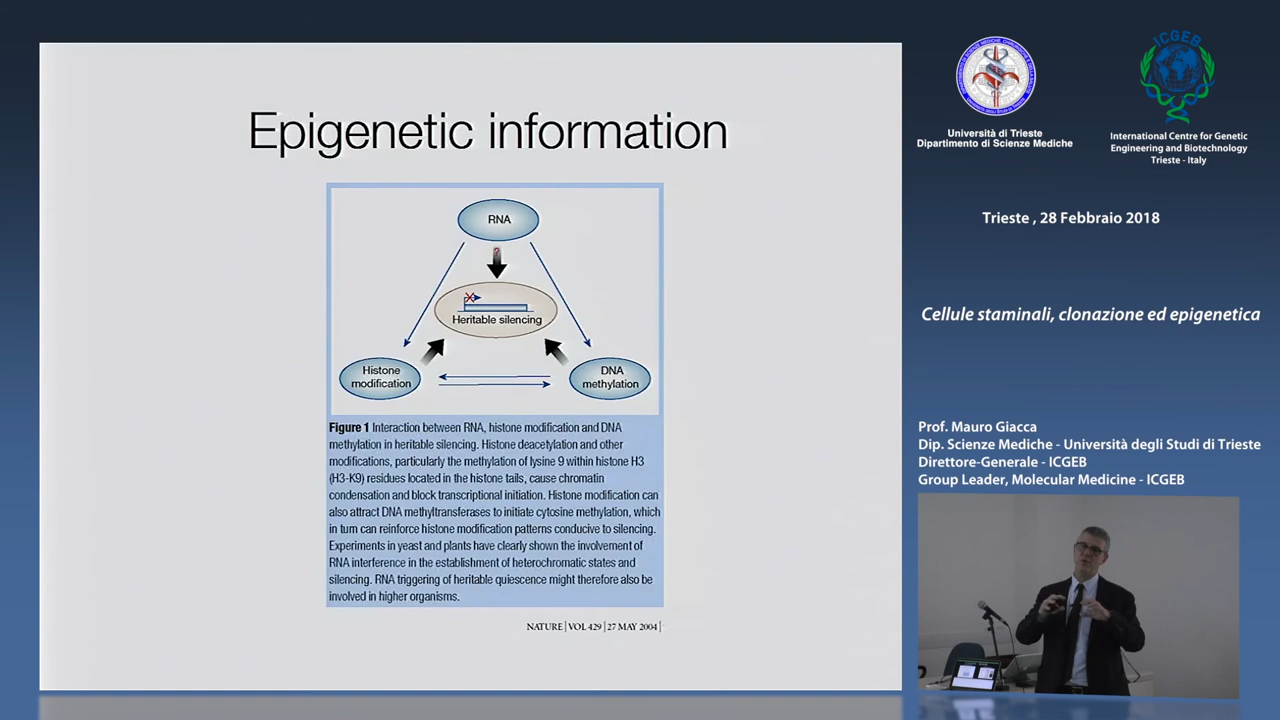 Epigenetic information
RNA
?
Heritable silencing
Histone
modification
DNA
methylation
Figure 1 Interaction between RNA, histone modification and DNA
methylation in heritable silencing. Histone deacetylation and other
modifications, particularly the methylation of lysine 9 within histone H3
(H3-K9) residues located in the histone tails, cause chromatin
condensation and block transcriptional initiation. Histone modification can
also attract DNA methyltransferases to initiate cytosine methylation, which
in turn can reinforce histone modification patterns conducive to silencing.
Experiments in yeast and plants have clearly shown the involvement of
RNA interference in the establishment of heterochromatic states and
silencing. RNA triggering of heritable quiescence might therefore also be
involved in higher organisms.
NATURE | VOL 429 | 27 MAY 2004 |
Università di Trieste
Dipartimento di Scienze Mediche
ICGEB
International Centre for Genetic
Engineering and Biotechnology
Trieste - Italy
Trieste , 28 Febbraio 2018
Cellule staminali, clonazione ed epigenetica
Prof. Mauro Giacca
Dip. Scienze Mediche - Università degli Studi di Trieste
Direttore-Generale - ICGEB
Group Leader, Molecular Medicine - ICGEB